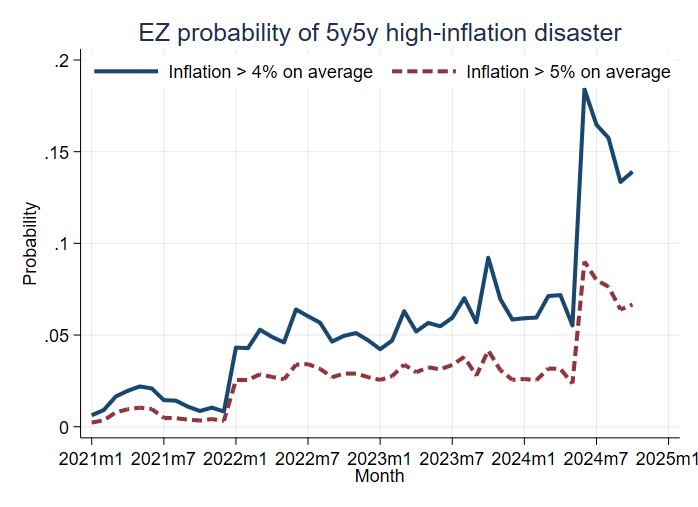 EZ probability of 5y5y high-inflation disaster
Inflation > 4% on average
Inflation > 5% on average
.2
.15
.1
.05
0
Probability
2021m1 2021m7 2022m1 2022m7 2023m1 2023m7 2024m1 2024m7 2025m1
Month